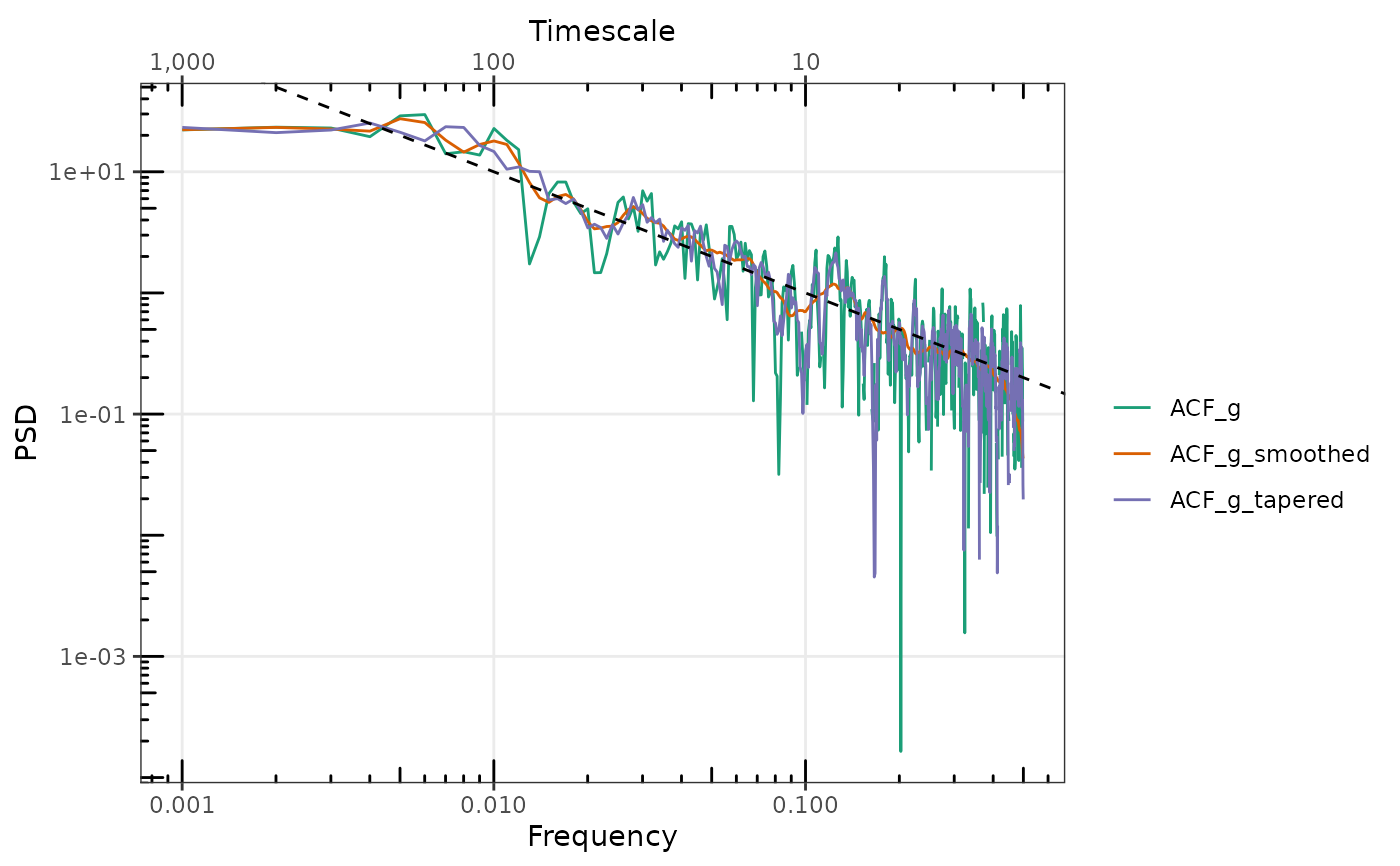 Timescale
1,000 100 10
PSD
1e+01
1e-01
1e-03
0.001 0.010 0.100
Frequency
ACF_g
ACF_g_smoothed
ACF_g_tapered